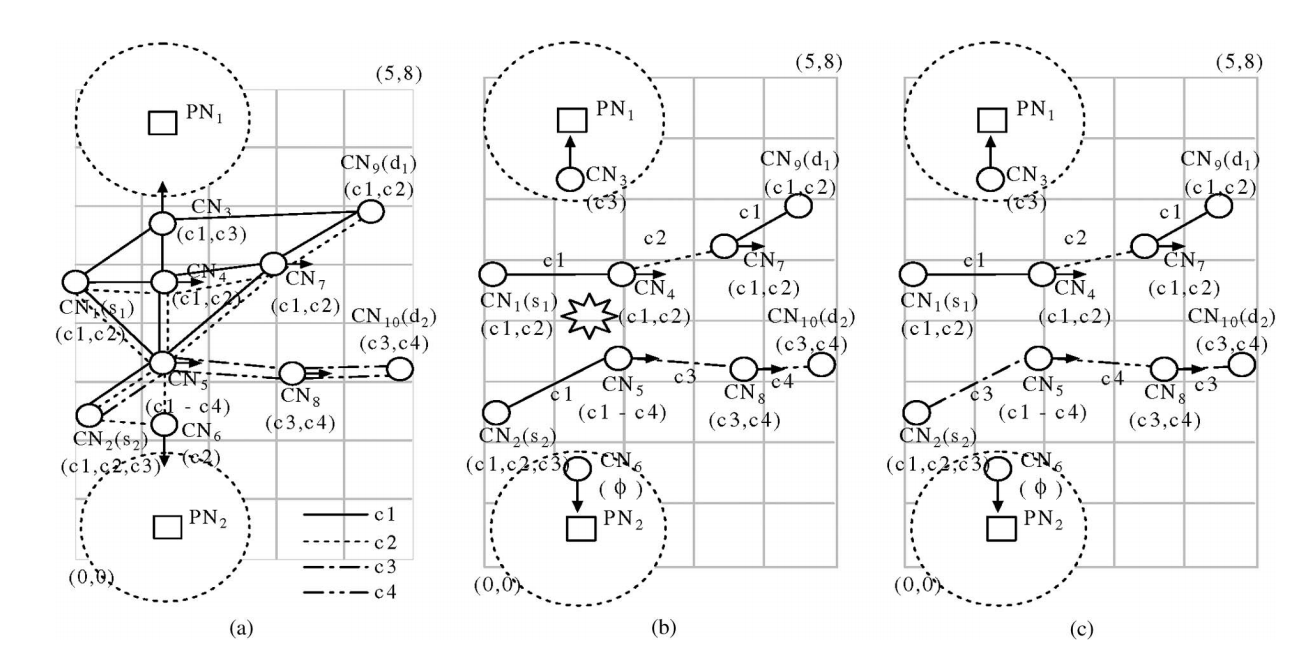 (5,8)
PN1
CN9(d1)
(c1,c2)
CN3
(c1,c3)
CN4
(c1,c2)
CN7
(c1,c2)
CN1(s1)
(c1,c2)
CN10(d2)
(c3,c4)
CN5
(c1 - c4)
CN8
(c3,c4)
CN2(s2)
(c1,c2,c3)
CN6
(c2)
PN2
c1
c2
c3
c4
(0,0)
(a)
(5,8)
PN1
CN3
(c3)
CN9(d1)
(c1,c2)
c1
c2
c1
CN7
(c1,c2)
CN4
(c1,c2)
CN1(s1)
(c1,c2)
CN10(d2)
(c3,c4)
c3
c4
CN5
(c1 - c4)
CN8
(c3,c4)
c1
CN2(s2)
(c1,c2,c3)
CN6
( ϕ )
PN2
(0,0)
(b)
(5,8)
PN1
CN3
(c3)
CN9(d1)
(c1,c2)
c1
c2
c1
CN7
(c1,c2)
CN4
(c1,c2)
CN1(s1)
(c1,c2)
CN10(d2)
(c3,c4)
c4
c3
CN5
(c1 - c4)
CN8
(c3,c4)
c3
CN2(s2)
(c1,c2,c3)
CN6
( ϕ )
PN2
(0,0)
(c)